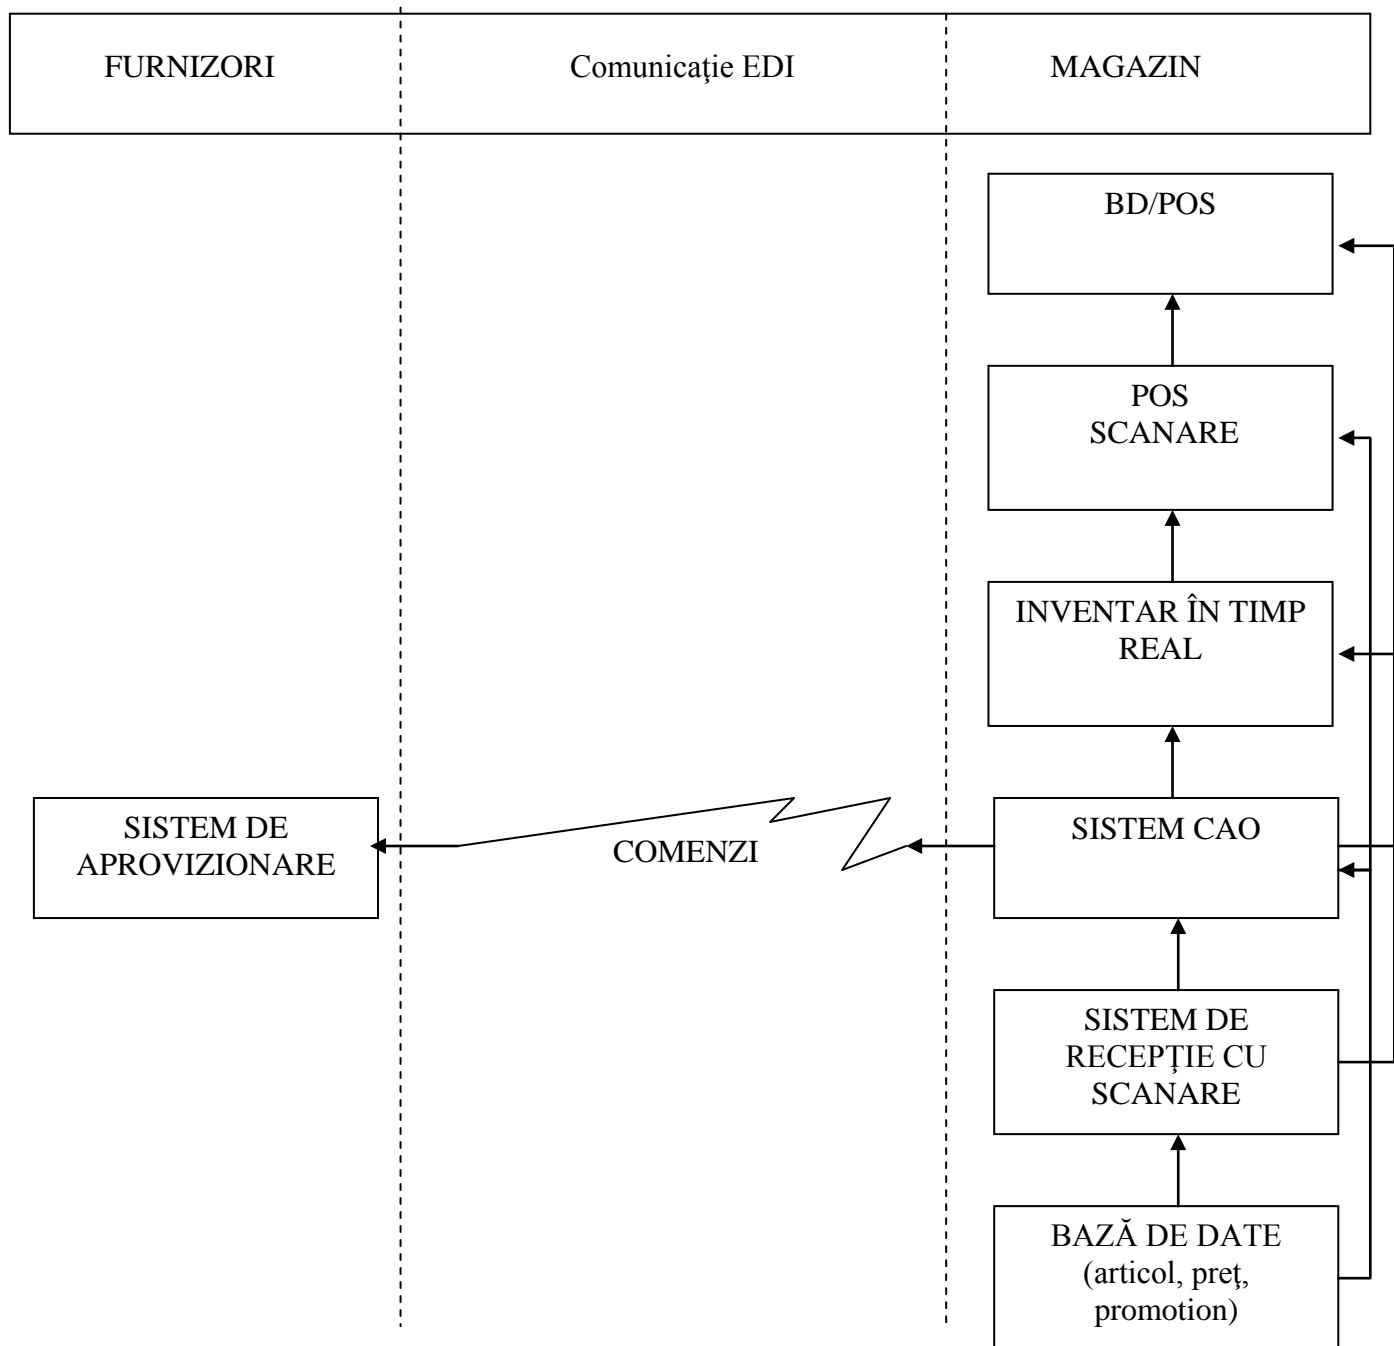 FURNIZORI
Comunicaţie EDI
MAGAZIN
BD/POS
POS
SCANARE
INVENTAR ÎN TIMP
REAL
SISTEM DE
APROVIZIONARE
COMENZI
SISTEM CAO
SISTEM DE
RECEPŢIE CU
SCANARE
BAZĂ DE DATE
(articol, preţ,
promotion)